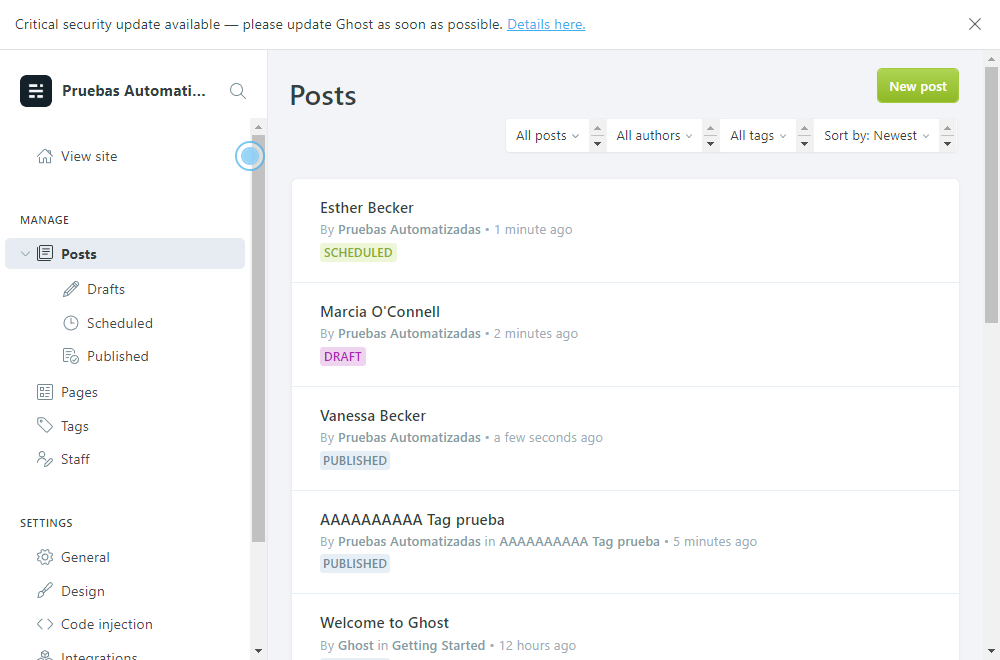 Critical security update available — please update Ghost as soon as possible. Details here.
Pruebas Automati...
View site
MANAGE
Posts
Drafts
Scheduled
Published
Pages
Tags
Staff
SETTINGS
General
Design
Code injection
Integrations
Posts
New post
All posts
All authors
All tags
Sort by: Newest
Esther Becker
By Pruebas Automatizadas • 1 minute ago
SCHEDULED
Marcia O'Connell
By Pruebas Automatizadas • 2 minutes ago
DRAFT
Vanessa Becker
By Pruebas Automatizadas • a few seconds ago
PUBLISHED
AAAAAAAAAA Tag prueba
By Pruebas Automatizadas in AAAAAAAAAA Tag prueba • 5 minutes ago
PUBLISHED
Welcome to Ghost
By Ghost in Getting Started • 12 hours ago